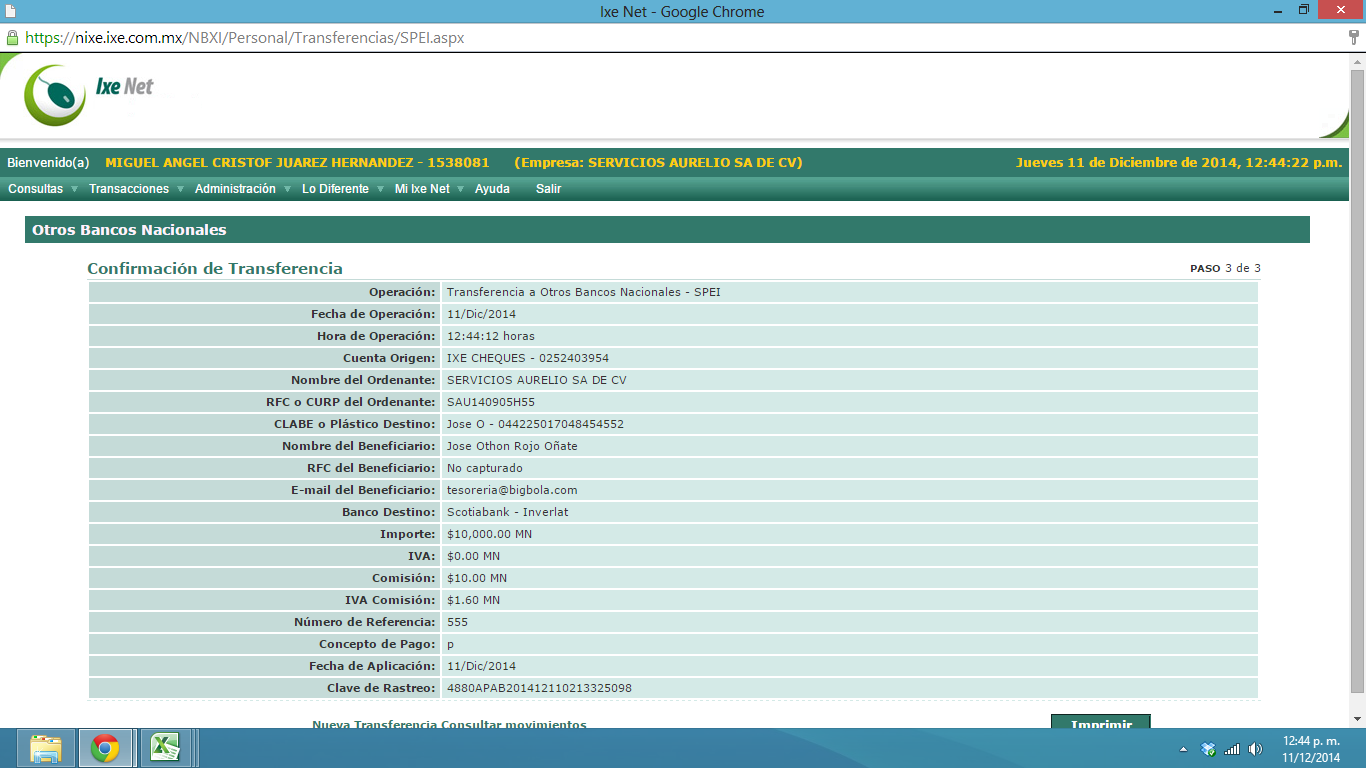 Ixe Net - Google Chrome
https://nixe.ixe.com.mx/NBXI/Personal/Transferencias/SPEI.aspx
Ixe Net
Bienvenido(a) MIGUEL ANGEL CRISTOF JUAREZ HERNANDEZ - 1538081 (Empresa: SERVICIOS AURELIO SA DE CV) Jueves 11 de Diciembre de 2014, 12:44:22 p.m.
Consultas Transacciones Administración Lo Diferente Mi Ixe Net Ayuda Salir
Otros Bancos Nacionales
Confirmación de Transferencia PASO 3 de 3
Operación: Transferencia a Otros Bancos Nacionales - SPEI
Fecha de Operación: 11/Dic/2014
Hora de Operación: 12:44:12 horas
Cuenta Origen: IXE CHEQUES - 0252403954
Nombre del Ordenante: SERVICIOS AURELIO SA DE CV
RFC o CURP del Ordenante: SAU140905H55
CLABE o Plástico Destino: Jose O - 044225017048454552
Nombre del Beneficiario: Jose Othon Rojo Oñate
RFC del Beneficiario: No capturado
E-mail del Beneficiario: tesoreria@bigbola.com
Banco Destino: Scotiabank - Inverlat
Importe: $10,000.00 MN
IVA: $0.00 MN
Comisión: $10.00 MN
IVA Comisión: $1.60 MN
Número de Referencia: 555
Concepto de Pago: p
Fecha de Aplicación: 11/Dic/2014
Clave de Rastreo: 4880APAB201412110213325098
Nueva Transferencia Consultar movimientos Imprimir
12:44 p. m.
11/12/2014